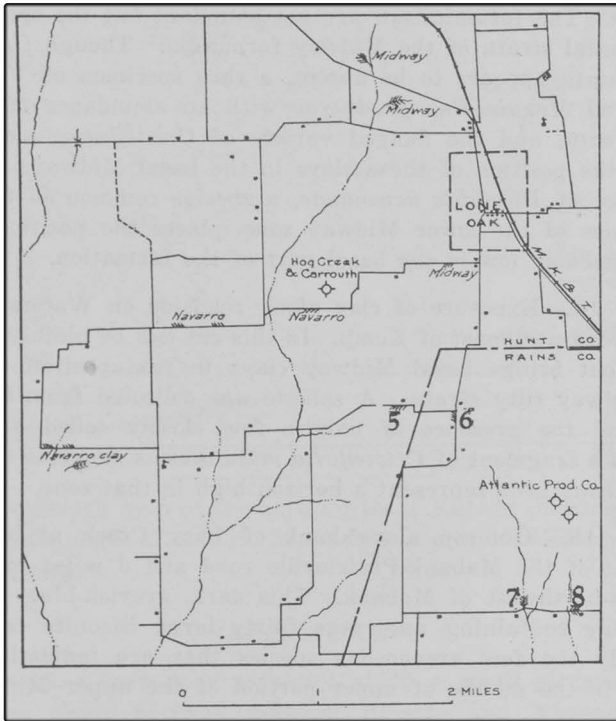 Midway
Midway
LONE
OAK
M. K. & T.
Hog Creek
& Carrouth
Midway
Navarro
Navarro
HUNT CO.
RAINS CO.
5 6
Navarro clay
Atlantic Prod. Co.
7 8
0 1 2 MILES